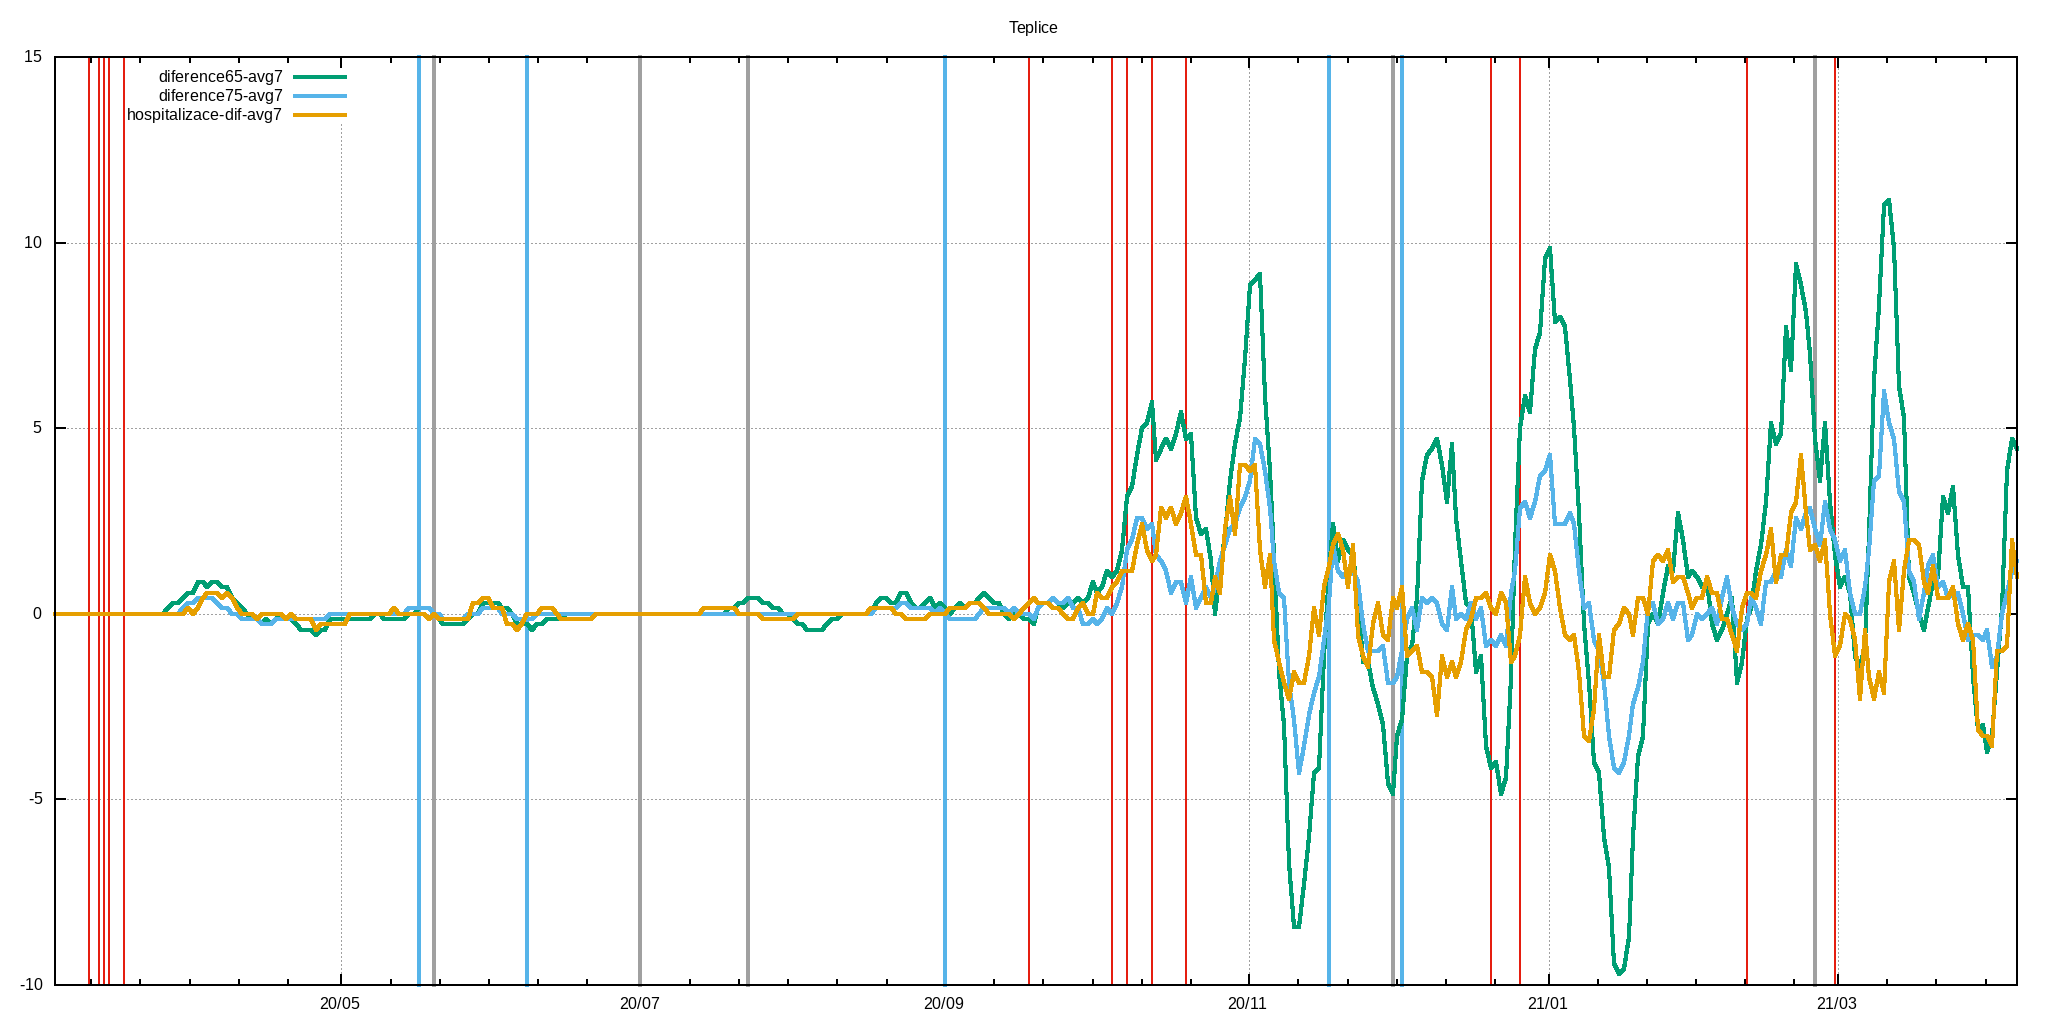 Teplice
15
diference65-avg7
diference75-avg7
hospitalizace-dif-avg7
10
5
0
-5
-10
20/05 20/07 20/09 20/11 21/01 21/03